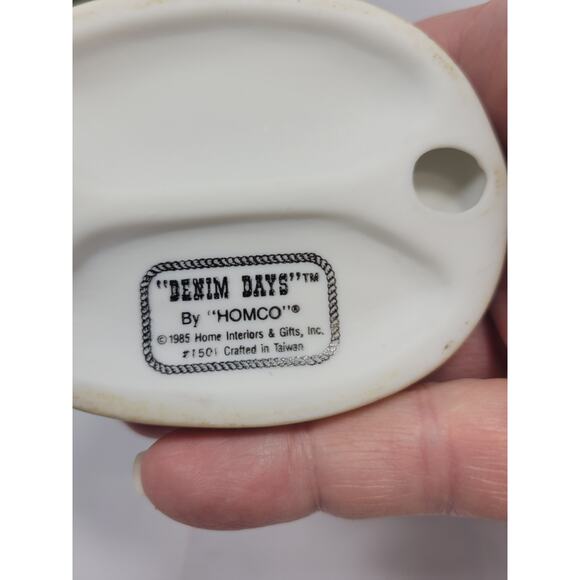 "DENIM DAYS"™
By "HOMCO"®
© 1985 Home Interiors & Gifts, Inc.
#1501 Crafted in Taiwan